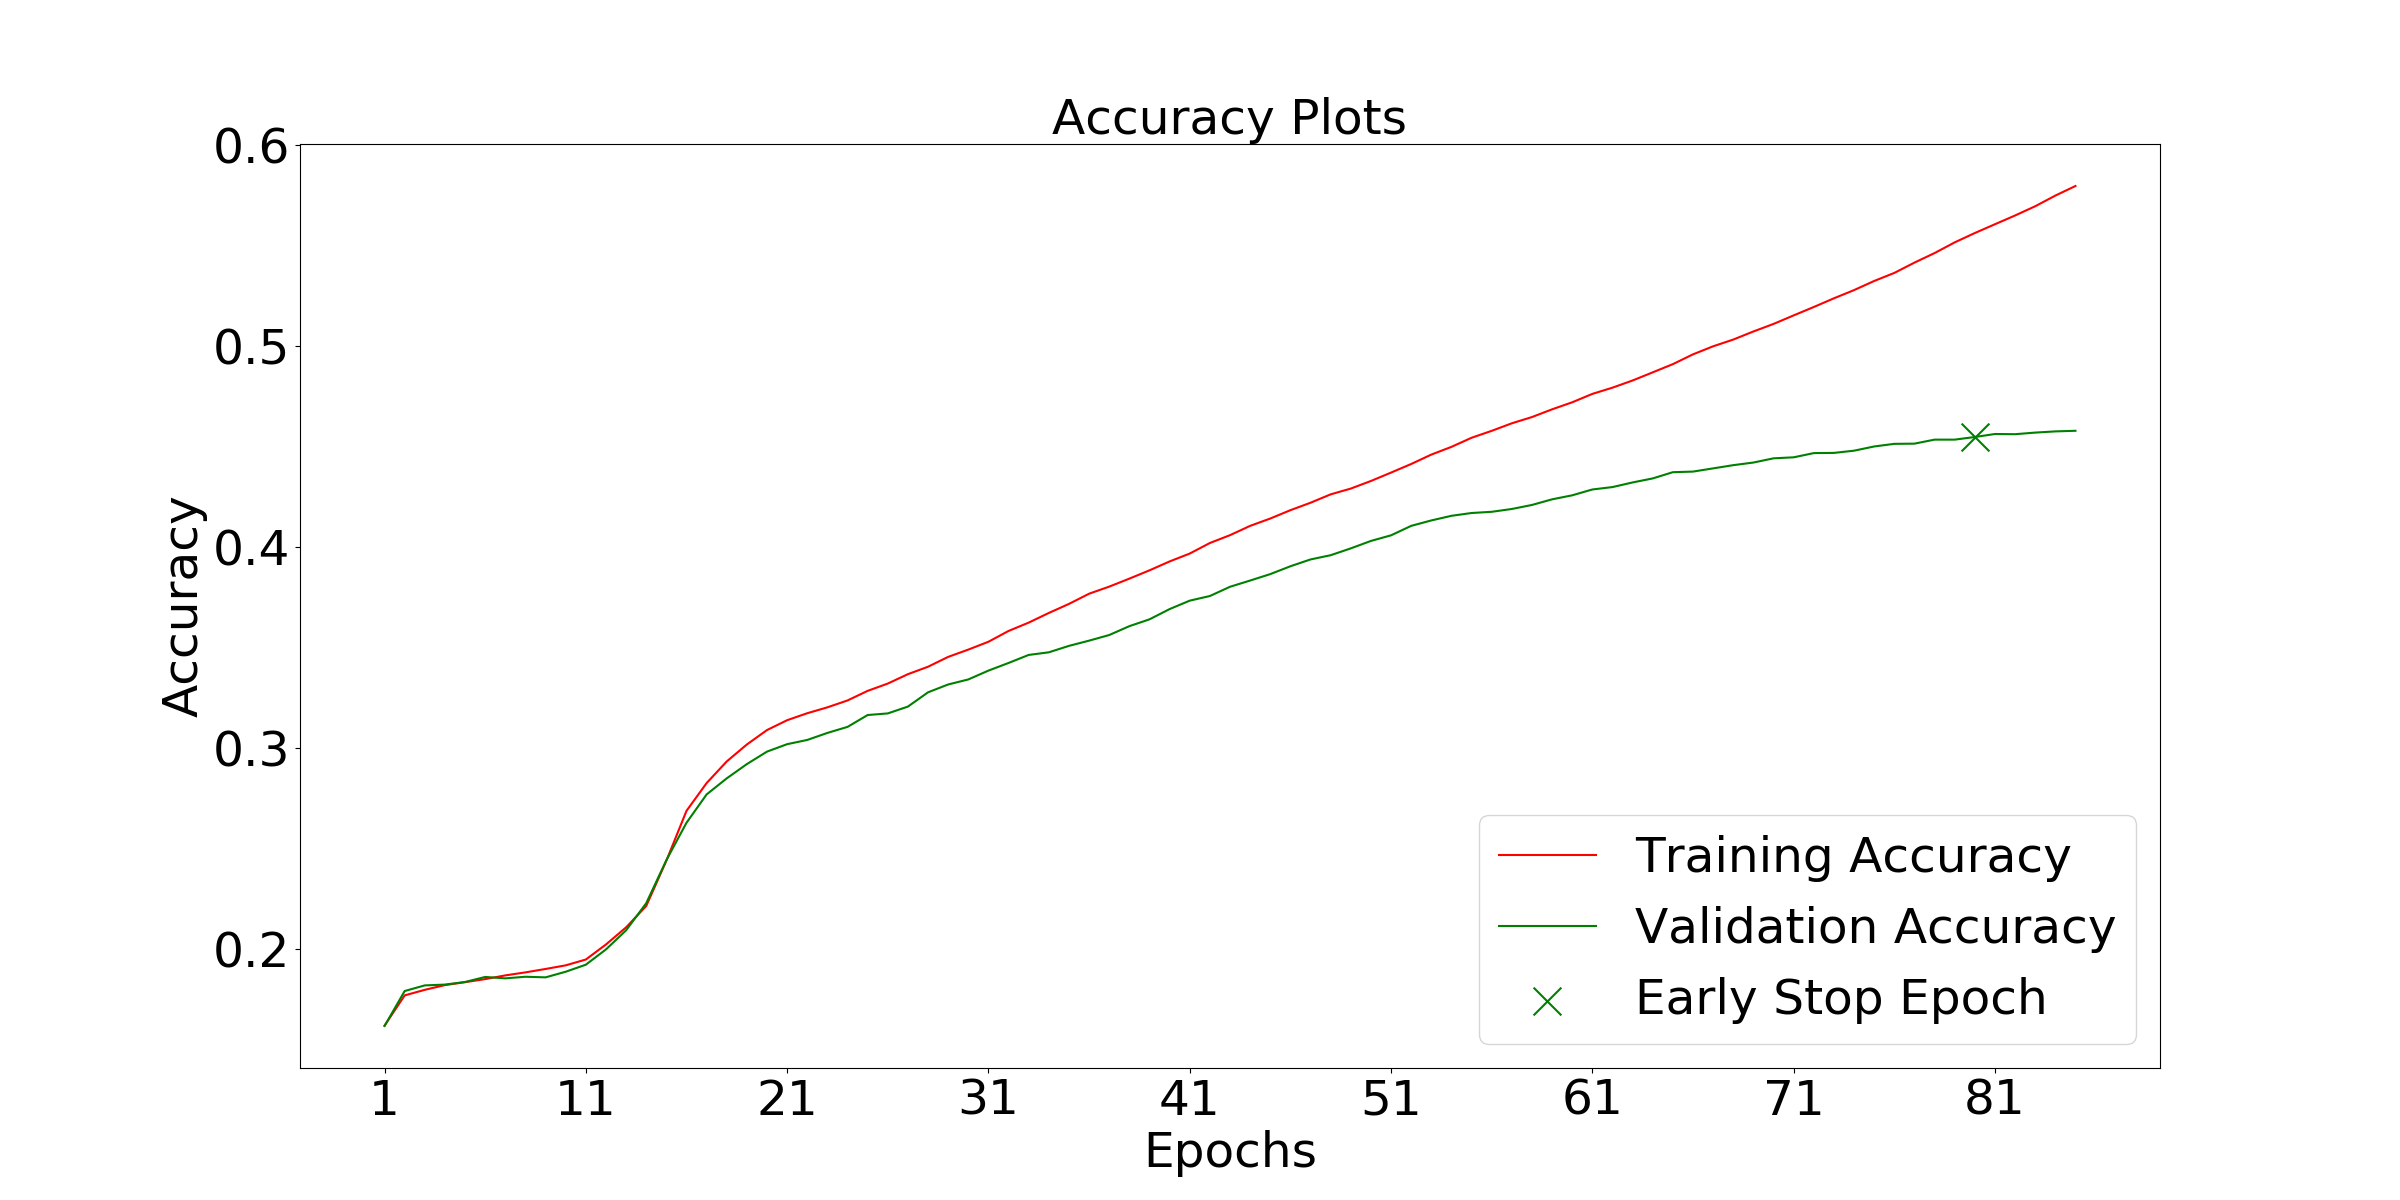 Accuracy Plots
0.6
0.5
0.4
0.3
0.2
Accuracy
Training Accuracy
Validation Accuracy
Early Stop Epoch
1 11 21 31 41 51 61 71 81
Epochs